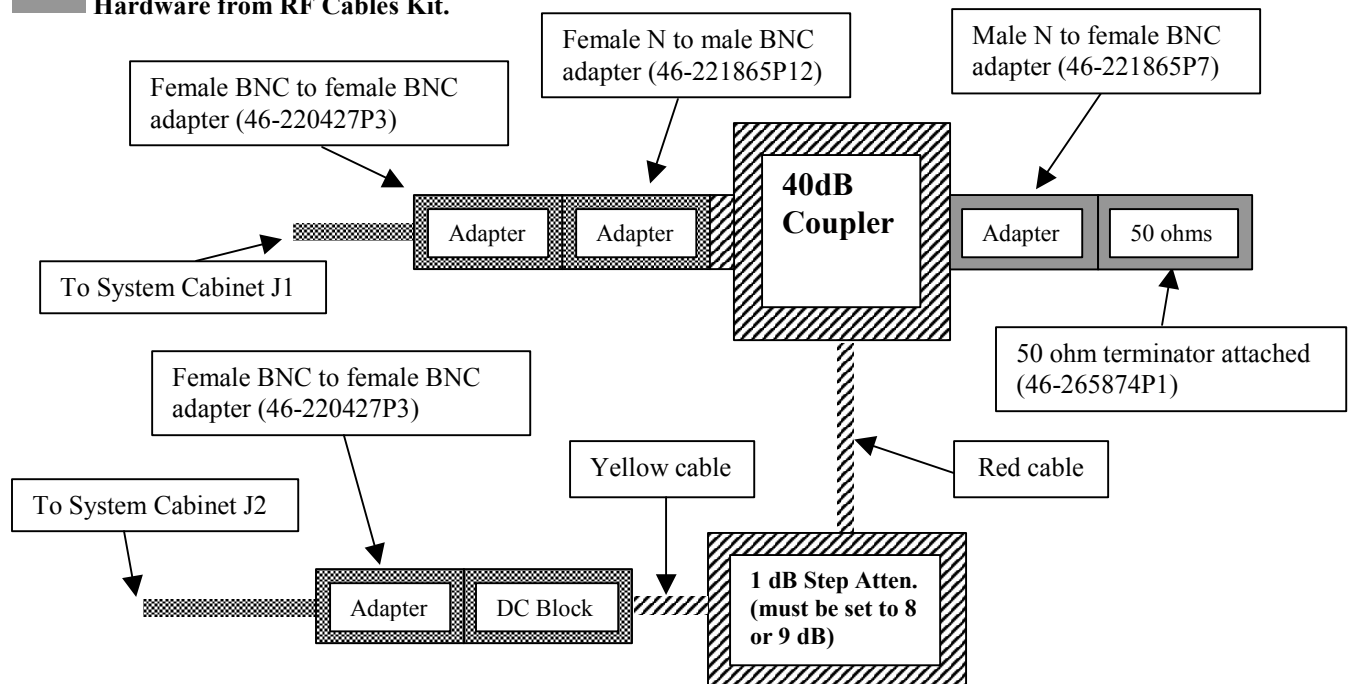 Hardware from RF Cables Kit.
Female N to male BNC
adapter (46-221865P12)
Male N to female BNC
adapter (46-221865P7)
Female BNC to female BNC
adapter (46-220427P3)
40dB
Coupler
Adapter
Adapter
Adapter
50 ohms
To System Cabinet J1
50 ohm terminator attached
(46-265874P1)
Female BNC to female BNC
adapter (46-220427P3)
Yellow cable
Red cable
To System Cabinet J2
1 dB Step Atten.
(must be set to 8
or 9 dB)
Adapter
DC Block